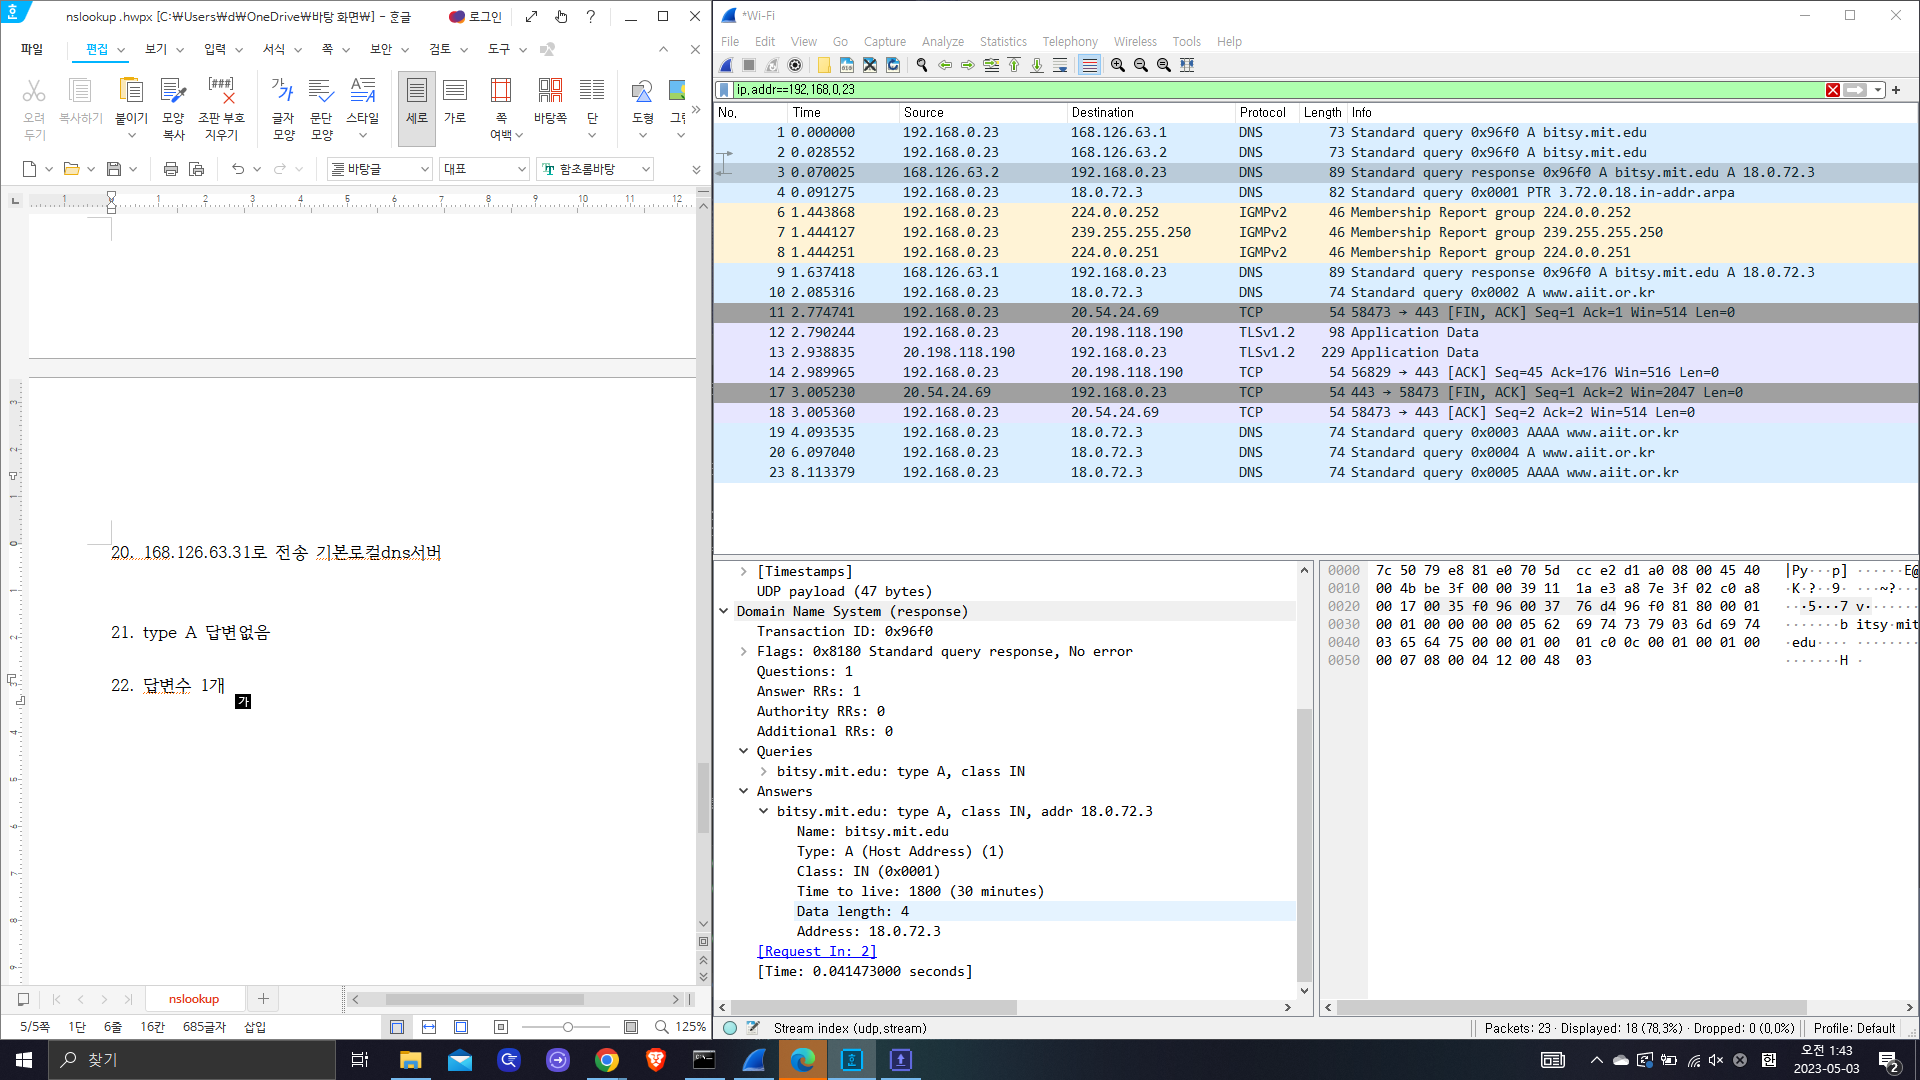 nslookup .hwpx [C:₩Users₩d₩OneDrive₩바탕 화면₩] - 한글
로그인
파일
편집
보기
입력
서식
쪽
보안
검토
도구
오려
두기
복사하기
붙이기
모양
복사
조판 부호
지우기
글자
모양
문단
모양
스타일
세로
가로
쪽
여백
바탕쪽
단
도형
바탕글
대표
함초롬바탕
1 1 2 3 4 5 6 7 8 9 10 11 12
20. 168.126.63.31로 전송 기본로컬dns서버
21. type A 답변없음
22. 답변수 1개
가
nslookup
5/5쪽 1단 6줄 16칸 685글자 삽입
125%
*Wi-Fi
File Edit View Go Capture Analyze Statistics Telephony Wireless Tools Help
ip.addr==192.168.0.23
No. Time Source Destination Protocol Length Info
1 0.000000 192.168.0.23 168.126.63.1 DNS 73 Standard query 0x96f0 A bitsy.mit.edu
2 0.028552 192.168.0.23 168.126.63.2 DNS 73 Standard query 0x96f0 A bitsy.mit.edu
3 0.070025 168.126.63.2 192.168.0.23 DNS 89 Standard query response 0x96f0 A bitsy.mit.edu A 18.0.72.3
4 0.091275 192.168.0.23 18.0.72.3 DNS 82 Standard query 0x0001 PTR 3.72.0.18.in-addr.arpa
6 1.443868 192.168.0.23 224.0.0.252 IGMPv2 46 Membership Report group 224.0.0.252
7 1.444127 192.168.0.23 239.255.255.250 IGMPv2 46 Membership Report group 239.255.255.250
8 1.444251 192.168.0.23 224.0.0.251 IGMPv2 46 Membership Report group 224.0.0.251
9 1.637418 168.126.63.1 192.168.0.23 DNS 89 Standard query response 0x96f0 A bitsy.mit.edu A 18.0.72.3
10 2.085316 192.168.0.23 18.0.72.3 DNS 74 Standard query 0x0002 A www.aiit.or.kr
11 2.774741 192.168.0.23 20.54.24.69 TCP 54 58473 → 443 [FIN, ACK] Seq=1 Ack=1 Win=514 Len=0
12 2.790244 192.168.0.23 20.198.118.190 TLSv1.2 98 Application Data
13 2.938835 20.198.118.190 192.168.0.23 TLSv1.2 229 Application Data
14 2.989965 192.168.0.23 20.198.118.190 TCP 54 56829 → 443 [ACK] Seq=45 Ack=176 Win=516 Len=0
17 3.005230 20.54.24.69 192.168.0.23 TCP 54 443 → 58473 [FIN, ACK] Seq=1 Ack=2 Win=2047 Len=0
18 3.005360 192.168.0.23 20.54.24.69 TCP 54 58473 → 443 [ACK] Seq=2 Ack=2 Win=514 Len=0
19 4.093535 192.168.0.23 18.0.72.3 DNS 74 Standard query 0x0003 AAAA www.aiit.or.kr
20 6.097040 192.168.0.23 18.0.72.3 DNS 74 Standard query 0x0004 A www.aiit.or.kr
23 8.113379 192.168.0.23 18.0.72.3 DNS 74 Standard query 0x0005 AAAA www.aiit.or.kr
[Timestamps]
UDP payload (47 bytes)
Domain Name System (response)
Transaction ID: 0x96f0
Flags: 0x8180 Standard query response, No error
Questions: 1
Answer RRs: 1
Authority RRs: 0
Additional RRs: 0
Queries
bitsy.mit.edu: type A, class IN
Answers
bitsy.mit.edu: type A, class IN, addr 18.0.72.3
Name: bitsy.mit.edu
Type: A (Host Address) (1)
Class: IN (0x0001)
Time to live: 1800 (30 minutes)
Data length: 4
Address: 18.0.72.3
[Request In: 2]
[Time: 0.041473000 seconds]
0000 7c 50 79 e8 81 e0 70 5d cc e2 d1 a0 08 00 45 40 |Py···p] ······E@
0010 00 4b be 3f 00 00 39 11 1a e3 a8 7e 3f 02 c0 a8 ·K·?··9· ···~?···
0020 00 17 00 35 f0 96 00 37 76 d4 96 f0 81 80 00 01 ···5···7 v·······
0030 00 01 00 00 00 00 05 62 69 74 73 79 03 6d 69 74 ·······b itsy·mit
0040 03 65 64 75 00 00 01 00 01 c0 0c 00 01 00 01 00 ·edu···· ········
0050 00 07 08 00 04 12 00 48 03 ·······H ·
Stream index (udp.stream)
Packets: 23 · Displayed: 18 (78,3%) · Dropped: 0 (0,0%)
Profile: Default
찾기
한
오전 1:43
2023-05-03
2